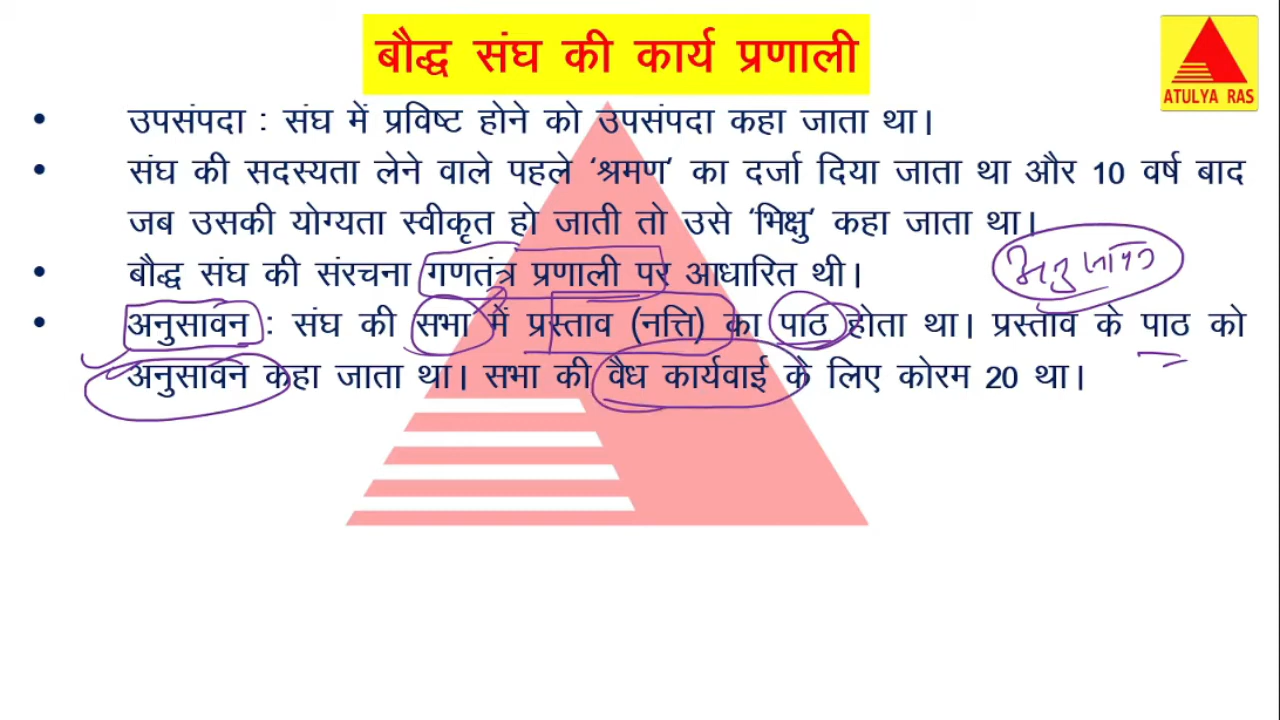 बौद्ध संघ की कार्य प्रणाली
ATULYA RAS
• उपसंपदा : संघ में प्रविष्ट होने को उपसंपदा कहा जाता था।
• संघ की सदस्यता लेने वाले पहले ‘श्रमण’ का दर्जा दिया जाता था और 10 वर्ष बाद
जब उसकी योग्यता स्वीकृत हो जाती तो उसे ‘भिक्षु’ कहा जाता था।
• बौद्ध संघ की संरचना गणतंत्र प्रणाली पर आधारित थी।
• अनुसावन : संघ की सभा में प्रस्ताव (नत्ति) का पाठ होता था। प्रस्ताव के पाठ को
अनुसावन कहा जाता था। सभा की वैध कार्यवाई के लिए कोरम 20 था।